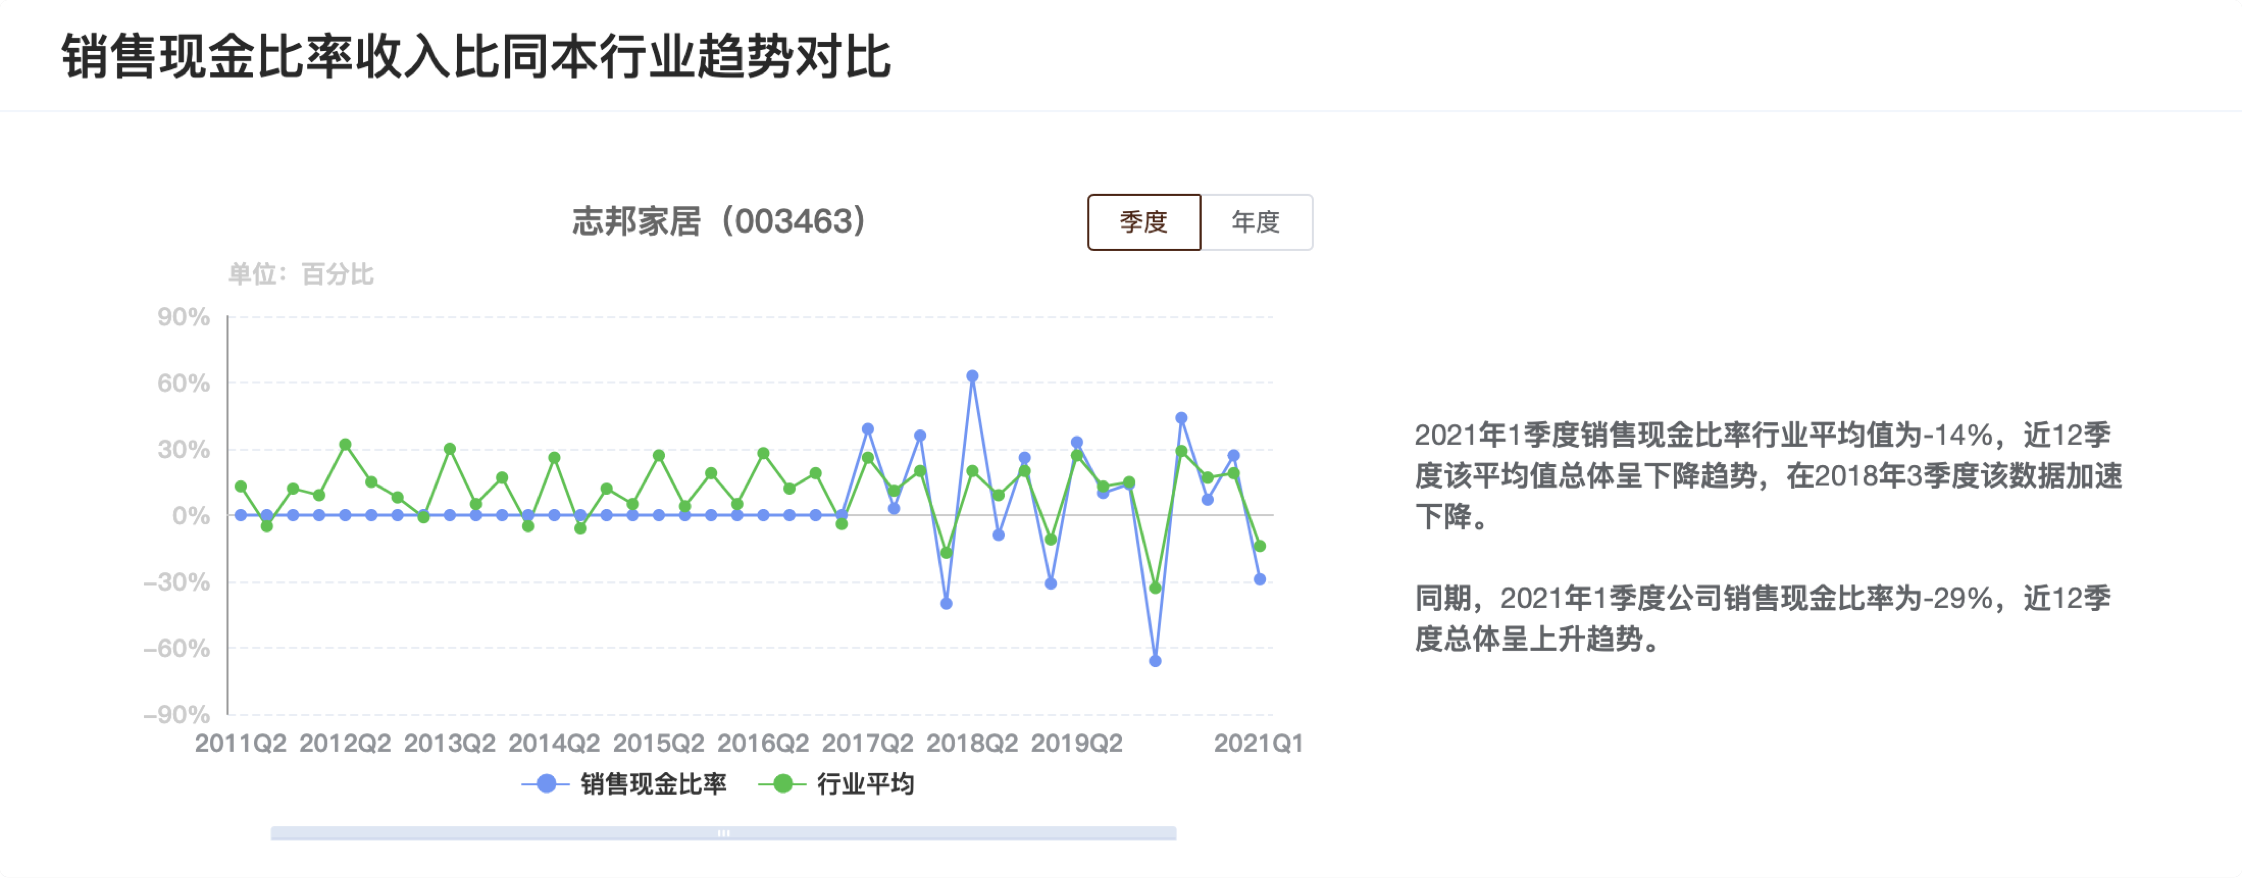 销售现金比率收入比同本行业趋势对比
志邦家居（003463）
季度
年度
单位：百分比
90%
60%
30%
0%
–30%
–60%
–90%
2011Q2 2012Q2 2013Q2 2014Q2 2015Q2 2016Q2 2017Q2 2018Q2 2019Q2 2021Q1
销售现金比率 行业平均
2021年1季度销售现金比率行业平均值为-14%，近12季
度该平均值总体呈下降趋势，在2018年3季度该数据加速
下降。
同期，2021年1季度公司销售现金比率为-29%，近12季
度总体呈上升趋势。